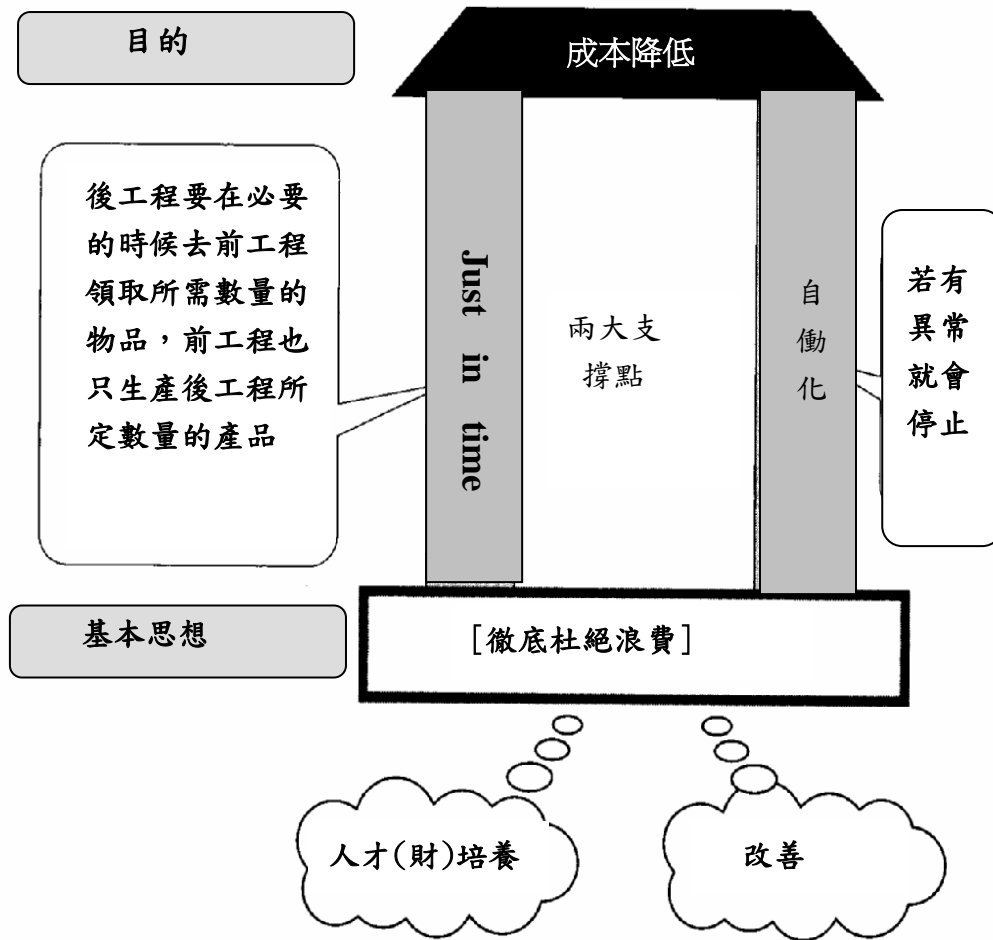 目的
成本降低
後工程要在必要
的時候去前工程
領取所需數量的
物品，前工程也
只生產後工程所
定數量的產品
Just in time
兩大支
撐點
自働化
若有
異常
就會
停止
基本思想
[徹底杜絕浪費]
人才(財)培養
改善